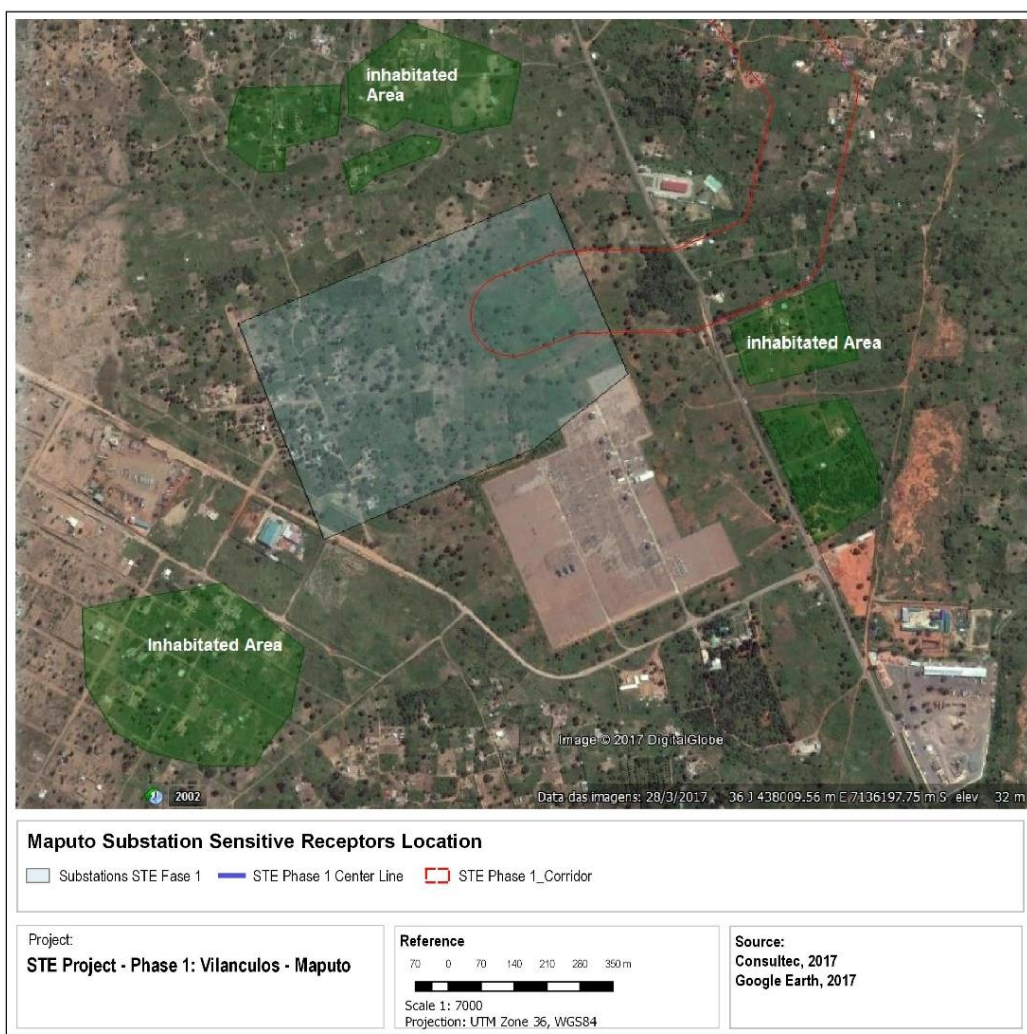 inhabitated
Area
inhabitated Area
Inhabitated Area
Image © 2017 DigitalGlobe
2002
Data das imagens: 28/3/2017 36 J 438009.56 m E 7136197.75 m S elev 32 m
Maputo Substation Sensitive Receptors Location
Substations STE Fase 1 STE Phase 1 Center Line STE Phase 1_Corridor
Project:
STE Project - Phase 1: Vilanculos - Maputo
Reference
70 0 70 140 210 280 350 m
Scale 1: 7000
Projection: UTM Zone 36, WGS84
Source:
Consultec, 2017
Google Earth, 2017